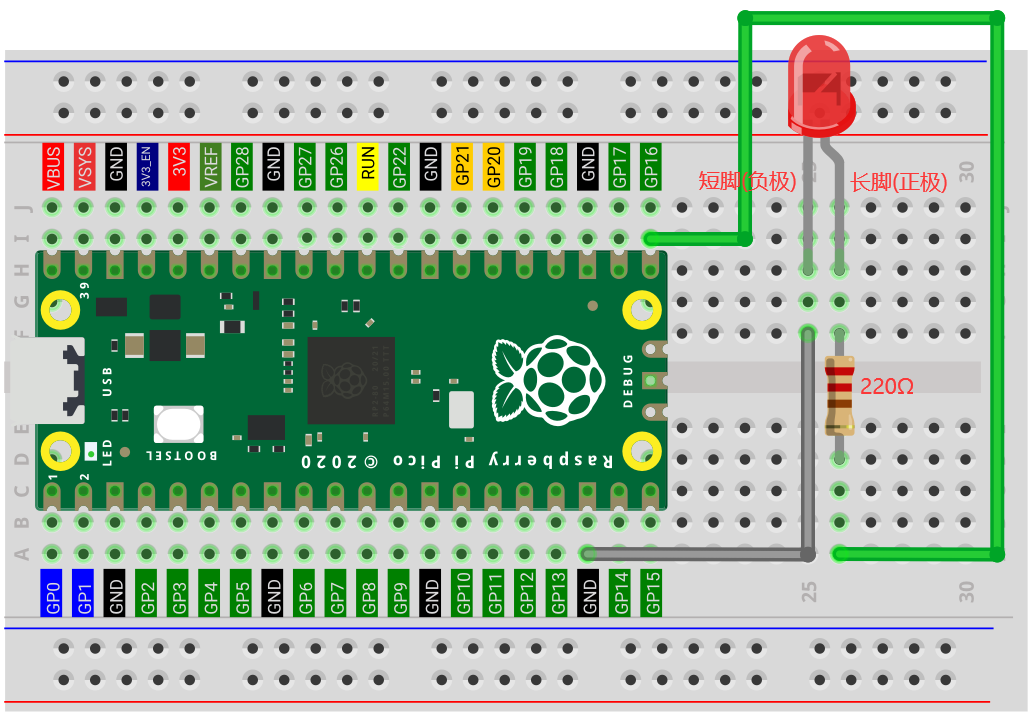 VBUS VSYS GND 3V3_EN 3V3 VREF GP28 GND GP27 GP26 RUN GP22 GND GP21 GP20 GP19 GP18 GND GP17 GP16
25 30
短脚(负极) 长脚(正极)
J
I
H
G
f
39
USB
DEBUG
220Ω
E
D
C
B
A
LED
1 2
BOOTSEL
Raspberry Pi Pico © 2020
GP0 GP1 GND GP2 GP3 GP4 GP5 GND GP6 GP7 GP8 GP9 GND GP10 GP11 GP12 GP13 GND GP14 GP15
25 30